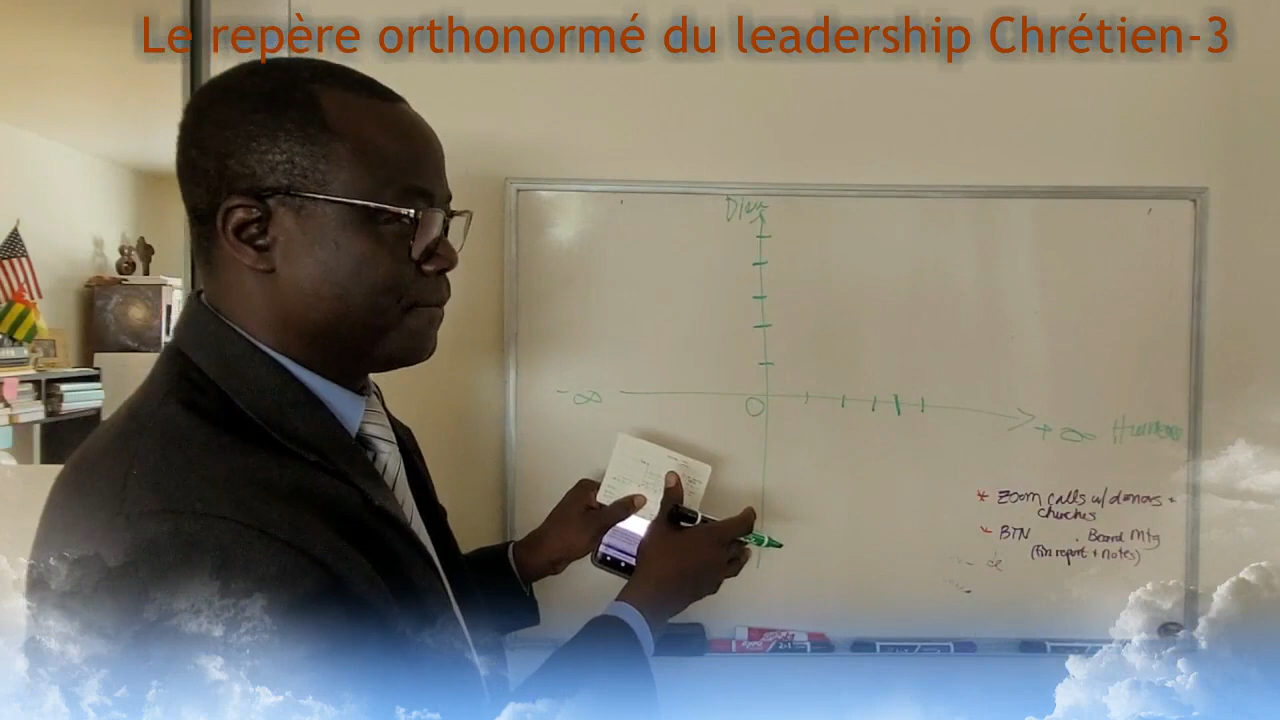 Le repère orthonormé du leadership Chrétien-3
Dieu
-∞
0
+∞ Humain
* Zoom calls w/ donors +
churches
* BTN . Board Mtg
(Fin report + notes)
de